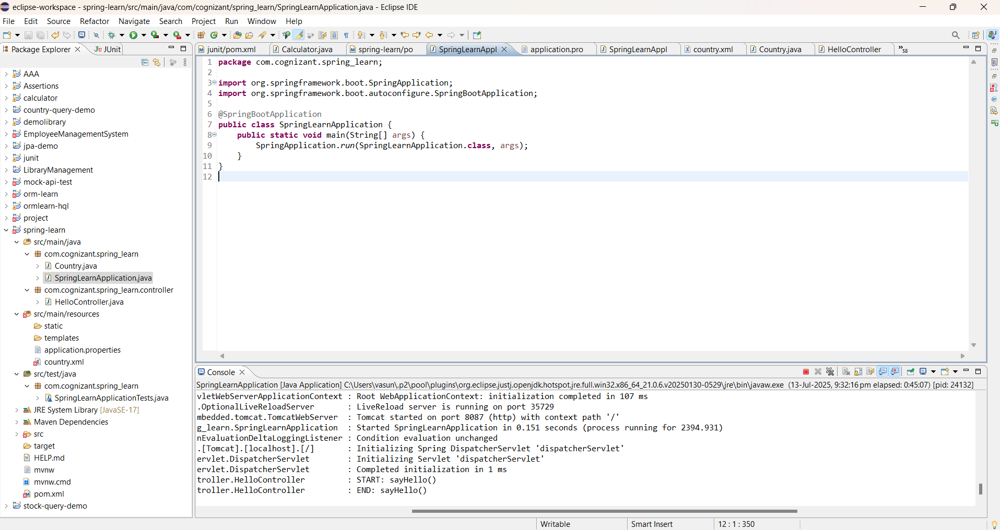 eclipse-workspace - spring-learn/src/main/java/com/cognizant/spring_learn/SpringLearnApplication.java - Eclipse IDE
File Edit Source Refactor Navigate Search Project Run Window Help
Package Explorer
JUnit
AAA
Assertions
calculator
country-query-demo
demolibrary
EmployeeManagementSystem
jpa-demo
junit
LibraryManagement
mock-api-test
orm-learn
ormlearn-hql
project
spring-learn
src/main/java
com.cognizant.spring_learn
Country.java
SpringLearnApplication.java
com.cognizant.spring_learn.controller
HelloController.java
src/main/resources
static
templates
application.properties
country.xml
src/test/java
com.cognizant.spring_learn
SpringLearnApplicationTests.java
JRE System Library [JavaSE-17]
Maven Dependencies
src
target
HELP.md
mvnw
mvnw.cmd
pom.xml
stock-query-demo
junit/pom.xml Calculator.java spring-learn/po SpringLearnAppl application.pro SpringLearnAppl country.xml Country.java HelloController »58
1 package com.cognizant.spring_learn;
2
3 import org.springframework.boot.SpringApplication;
4 import org.springframework.boot.autoconfigure.SpringBootApplication;
5
6 @SpringBootApplication
7 public class SpringLearnApplication {
8 public static void main(String[] args) {
9 SpringApplication.run(SpringLearnApplication.class, args);
10 }
11 }
12
Console
SpringLearnApplication [Java Application] C:\Users\vasun\.p2\pool\plugins\org.eclipse.justj.openjdk.hotspot.jre.full.win32.x86_64_21.0.6.v20250130-0529\jre\bin\javaw.exe (13-Jul-2025, 9:32:16 pm elapsed: 0:45:07) [pid: 24132]
vletWebServerApplicationContext : Root WebApplicationContext: initialization completed in 107 ms
.OptionalLiveReloadServer : LiveReload server is running on port 35729
mbedded.tomcat.TomcatWebServer : Tomcat started on port 8087 (http) with context path '/'
g_learn.SpringLearnApplication : Started SpringLearnApplication in 0.151 seconds (process running for 2394.931)
nEvaluationDeltaLoggingListener : Condition evaluation unchanged
.[Tomcat].[localhost].[/] : Initializing Spring DispatcherServlet 'dispatcherServlet'
ervlet.DispatcherServlet : Initializing Servlet 'dispatcherServlet'
ervlet.DispatcherServlet : Completed initialization in 1 ms
troller.HelloController : START: sayHello()
troller.HelloController : END: sayHello()
Writable Smart Insert 12 : 1 : 350